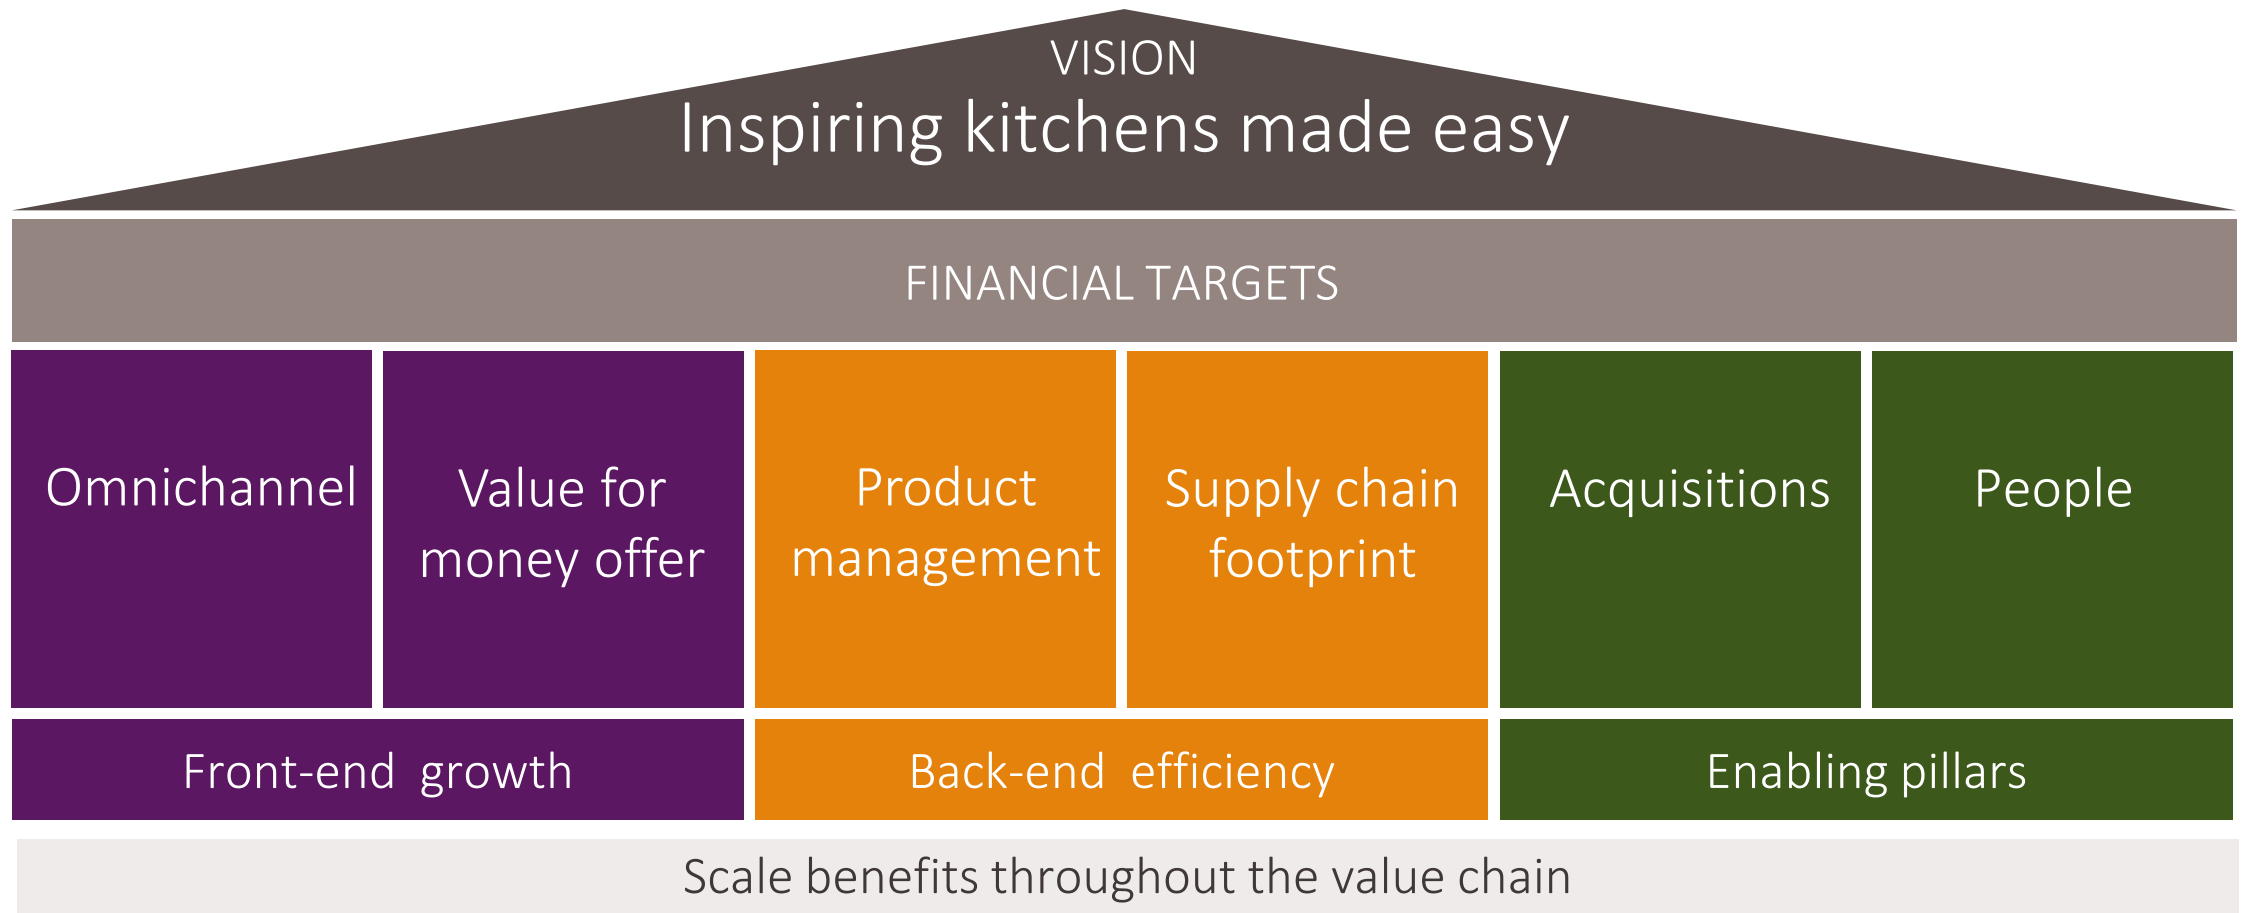 VISION
Inspiring kitchens made easy
FINANCIAL TARGETS
Omnichannel
Value for
money offer
Product
management
Supply chain
footprint
Acquisitions
People
Front-end growth
Back-end efficiency
Enabling pillars
Scale benefits throughout the value chain